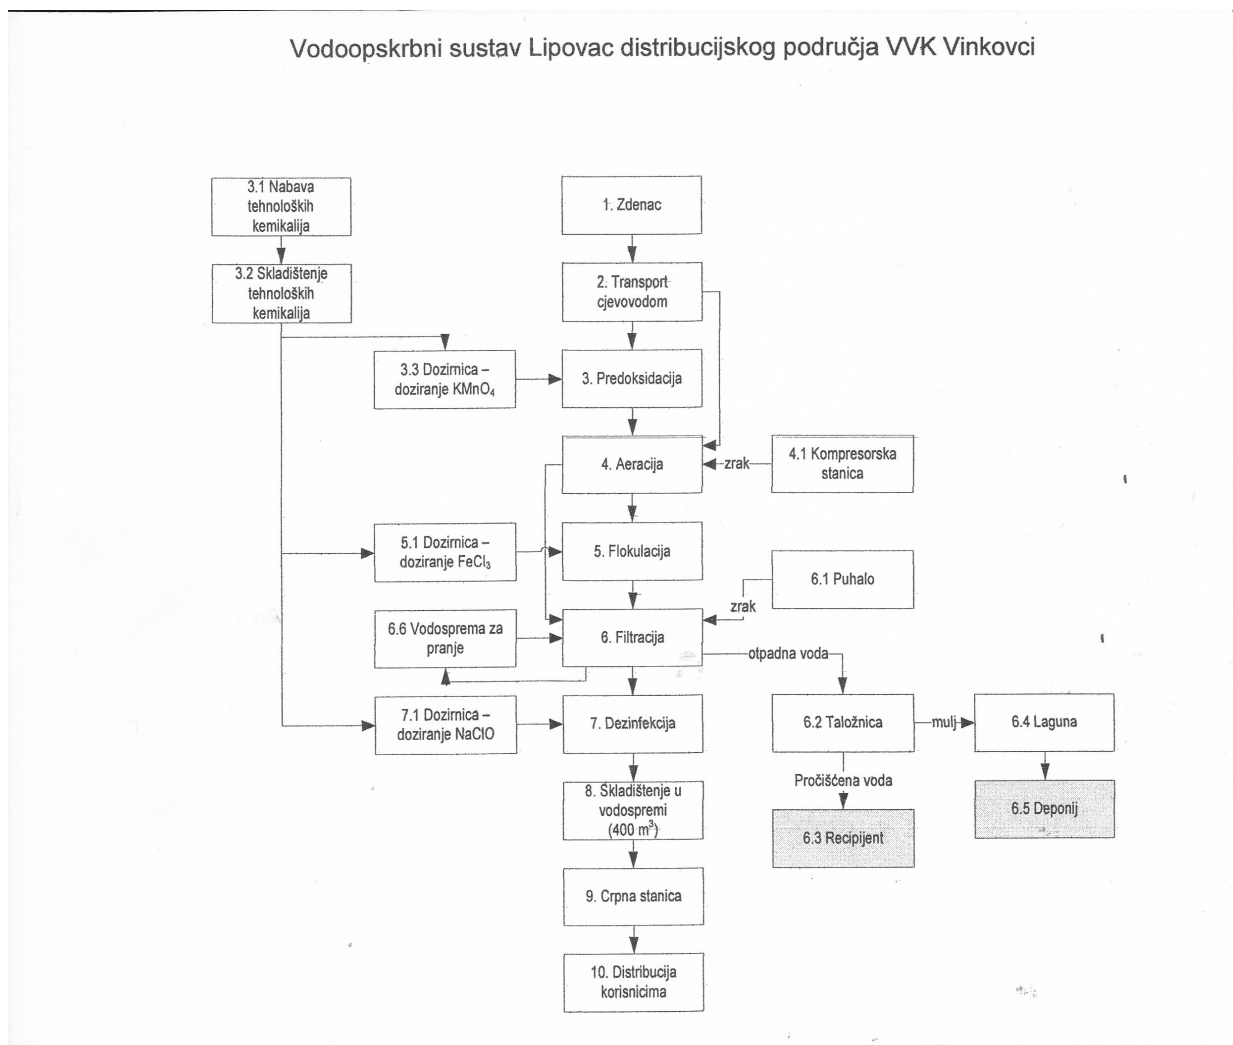 Vodoopskrbni sustav Lipovac distribucijskog područja VVK Vinkovci
3.1 Nabava
tehnoloških
kemikalija
1. Zdenac
3.2 Skladištenje
tehnoloških
kemikalija
2. Transport
cjevovodom
3.3 Dozirnica –
doziranje KMnO₄
3. Predoksidacija
4. Aeracija
zrak
4.1 Kompresorska
stanica
5.1 Dozirnica –
doziranje FeCl₃
5. Flokulacija
6.1 Puhalo
zrak
6.6 Vodosprema za
pranje
6. Filtracija
otpadna voda
7.1 Dozirnica –
doziranje NaClO
7. Dezinfekcija
6.2 Taložnica
mulj
6.4 Laguna
Pročišćena voda
8. Skladištenje u
vodospremi
(400 m³)
6.3 Recipijent
6.5 Deponij
9. Crpna stanica
10. Distribucija
korisnicima